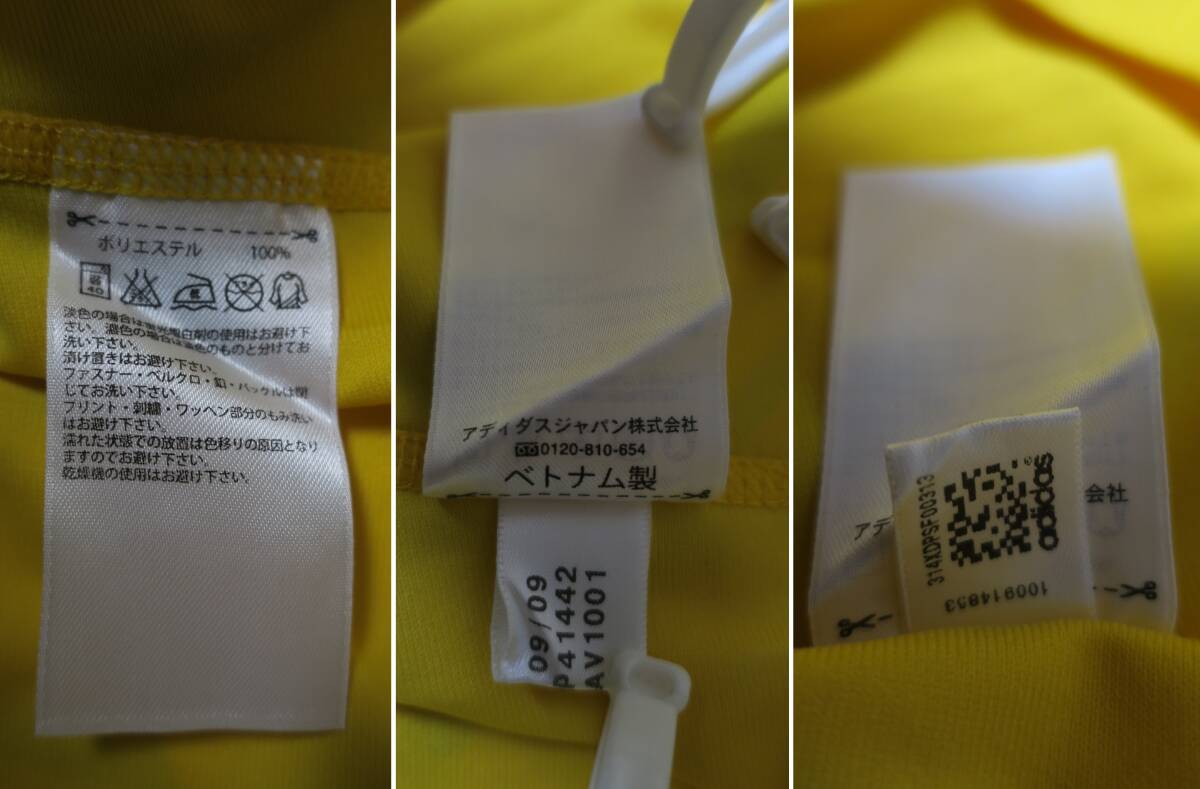 ポリエステル 100%
40
淡色の場合は蛍光増白剤の使用はお避け下
さい。濃色の場合は淡色のものと分けてお
洗い下さい。
漬け置きはお避け下さい。
ファスナー・ベルクロ・釦・バックルは閉
じてお洗い下さい。
プリント・刺繍・ワッペン部分のもみ洗い
はお避け下さい。
濡れた状態での放置は色移りの原因となり
ますのでお避け下さい。
乾燥機の使用はお避け下さい。
アディダスジャパン株式会社
0120-810-654
ベトナム製
09/09
P41442
AV1001
アデ
会社
314XDPSF00313
adidas
100914853